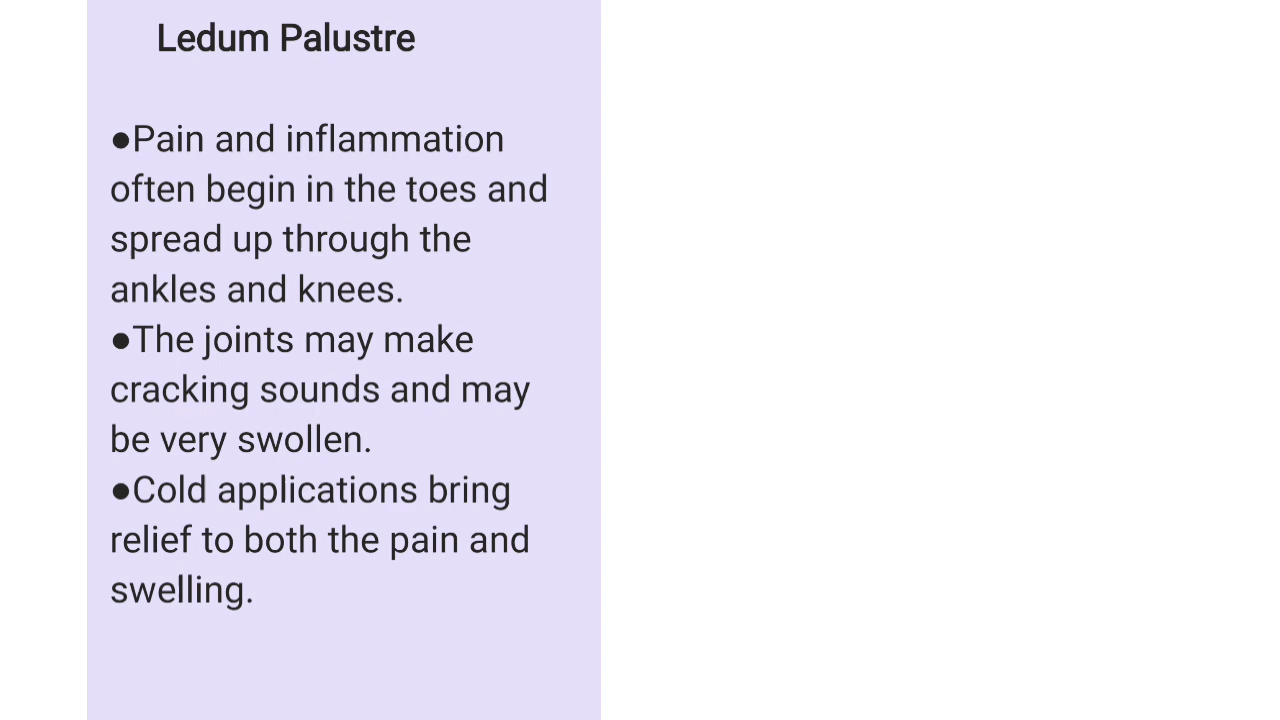 Ledum Palustre
●Pain and inflammation
often begin in the toes and
spread up through the
ankles and knees.
●The joints may make
cracking sounds and may
be very swollen.
●Cold applications bring
relief to both the pain and
swelling.